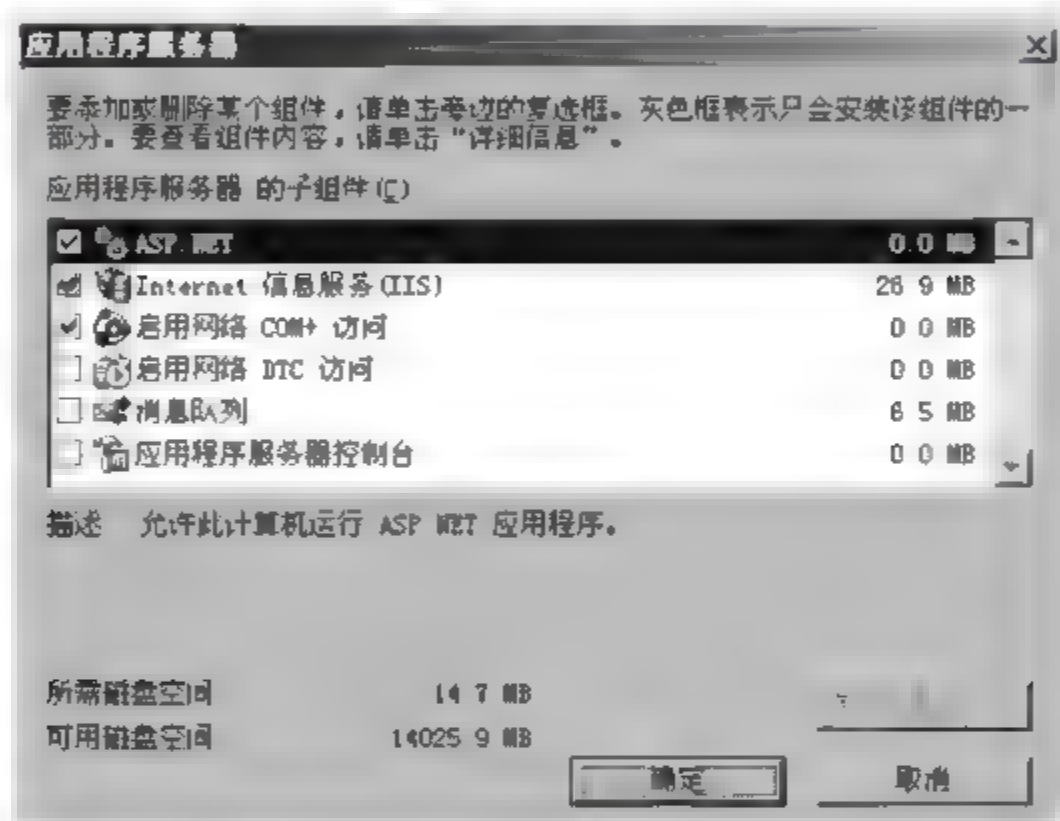 应用程序服务器
要添加或删除某个组件，请单击旁边的复选框。灰色框表示只会安装该组件的一
部分。要查看组件内容，请单击“详细信息”。
应用程序服务器 的子组件(C)
ASP.NET 0.0 MB
Internet 信息服务(IIS) 26 9 MB
启用网络 COM+ 访问 0 0 MB
启用网络 DTC 访问 0 0 MB
消息队列 6 5 MB
应用程序服务器控制台 0 0 MB
描述 允许此计算机运行 ASP NET 应用程序。
所需磁盘空间 14 7 MB
可用磁盘空间 14025 9 MB
确定 取消